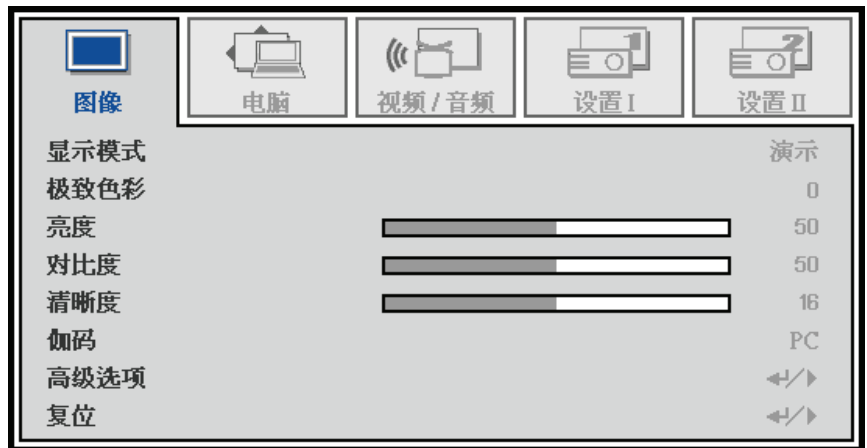 图像 电脑 视频 / 音频 设置 I 设置 II
显示模式 演示
极致色彩 0
亮度 50
对比度 50
清晰度 16
伽码 PC
高级选项
复位